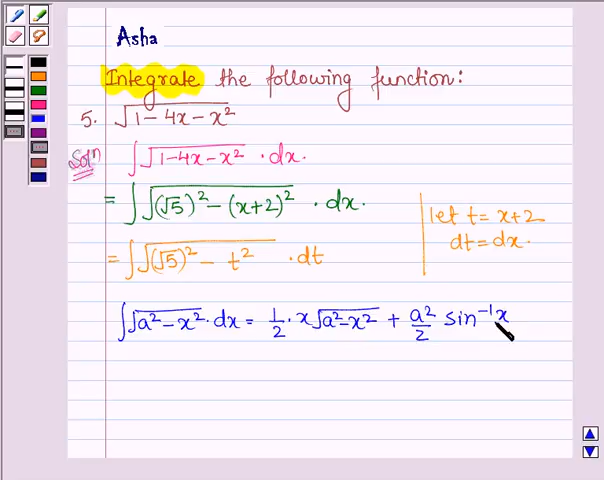 Asha
Integrate the following function:
5. √(1 - 4x - x²)
Solⁿ
∫√(1-4x-x²) · dx.
= ∫√((√5)² - (x+2)²) · dx.
let t = x+2
dt = dx.
= ∫√((√5)² - t²) · dt
∫√(a² - x²) · dx = 1/2 · x√(a² - x²) + a²/2 sin⁻¹x